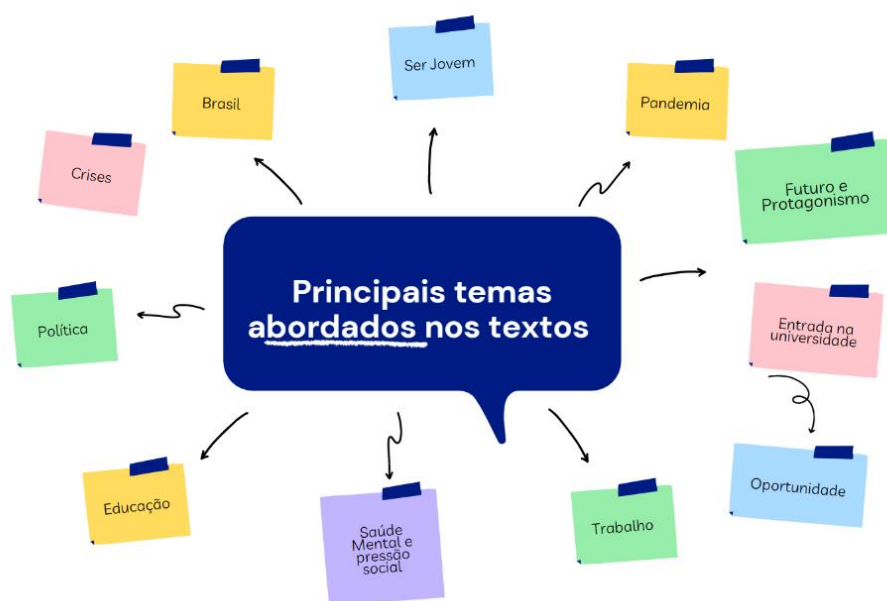 Ser Jovem
Brasil
Pandemia
Crises
Futuro e
Protagonismo
Principais temas
abordados nos textos
Política
Entrada na
universidade
Educação
Saúde
Mental e
pressão
social
Trabalho
Oportunidade